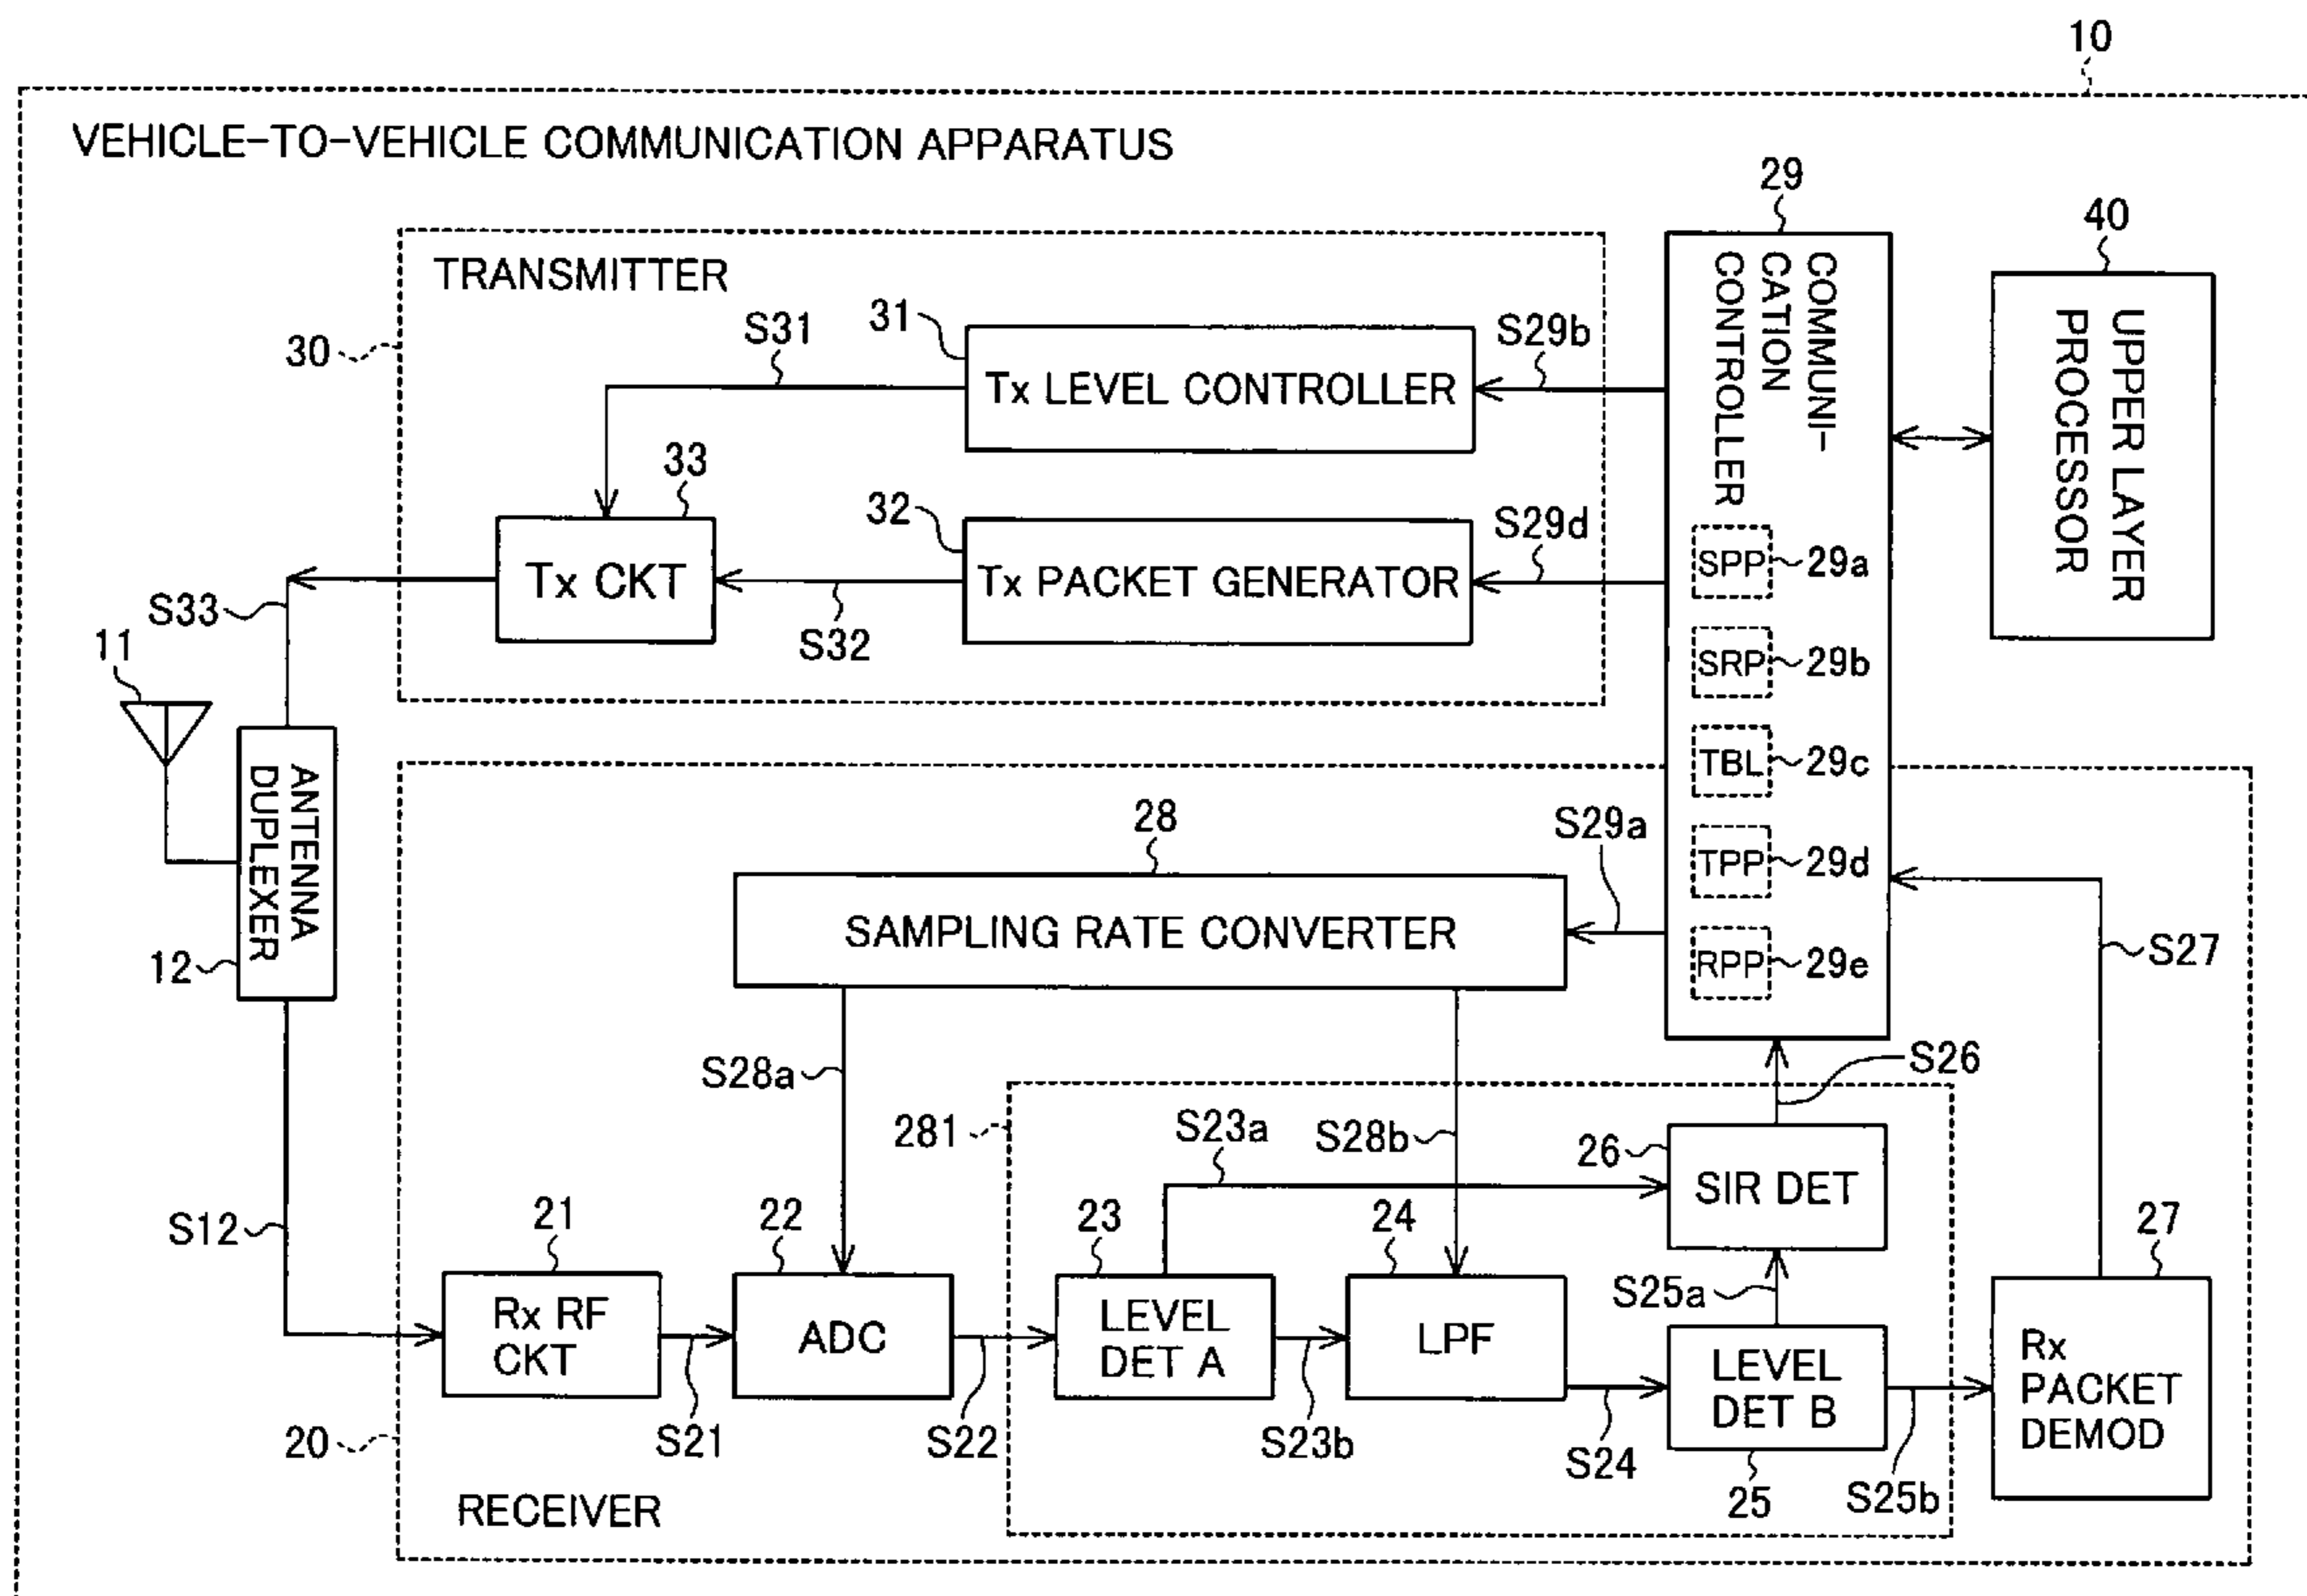 10
VEHICLE-TO-VEHICLE COMMUNICATION APPARATUS
29
40
TRANSMITTER
COMMUNI-
CATION
CONTROLLER
UPPER LAYER
PROCESSOR
30
S31
31
S29b
Tx LEVEL CONTROLLER
33
32
S29d
Tx CKT
Tx PACKET GENERATOR
S33
S32
SPP
29a
SRP
29b
TBL
29c
TPP
29d
RPP
29e
11
ANTENNA
DUPLEXER
12
28
S29a
SAMPLING RATE CONVERTER
S27
S28a
S26
281
S23a
S28b
26
SIR DET
S12
21
22
23
24
27
S25a
Rx RF
CKT
ADC
LEVEL
DET A
LPF
LEVEL
DET B
Rx
PACKET
DEMOD
20
S21
S22
S23b
S24
25
S25b
RECEIVER